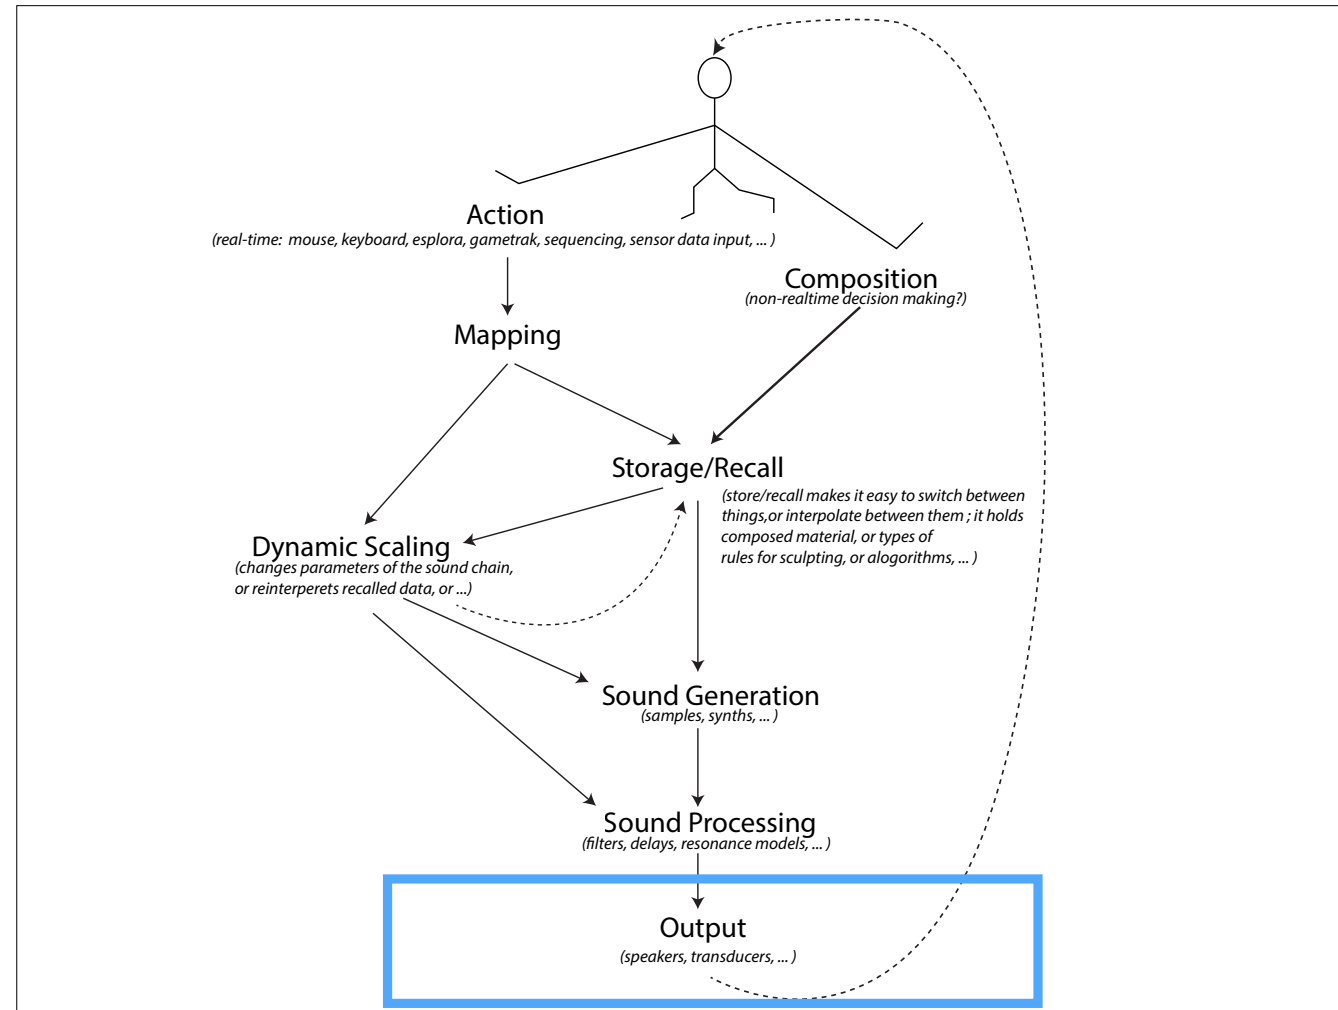 Action
(real-time:  mouse, keyboard, esplora, gametrak, sequencing, sensor data input, ... )
Composition
(non-realtime decision making?)
Mapping
Storage/Recall
(store/recall makes it easy to switch between
things,or interpolate between them ; it holds
composed material, or types of
rules for sculpting, or alogorithms, ... )
Dynamic Scaling
(changes parameters of the sound chain,
or reinterperets recalled data, or ...)
Sound Generation
(samples, synths, ... )
Sound Processing
(filters, delays, resonance models, ... )
Output
(speakers, transducers, ... )